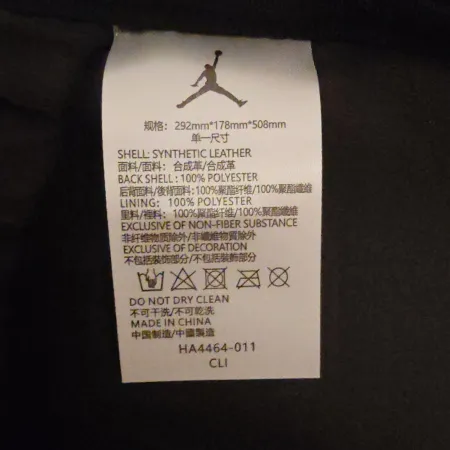 规格: 292mm*178mm*508mm
单一尺寸
SHELL: SYNTHETIC LEATHER
面料/面料: 合成革/合成革
BACK SHELL: 100% POLYESTER
后背面料/後背面料: 100%聚酯纤维/100%聚酯纖維
LINING: 100% POLYESTER
里料/裡料: 100%聚酯纤维/100%聚酯纖維
EXCLUSIVE OF NON-FIBER SUBSTANCE
非纤维物质除外/非纖維物質除外
EXCLUSIVE OF DECORATION
不包括装饰部分/不包括裝飾部分
DO NOT DRY CLEAN
不可干洗/不可乾洗
MADE IN CHINA
中国制造/中國製造
HA4464-011
CLI